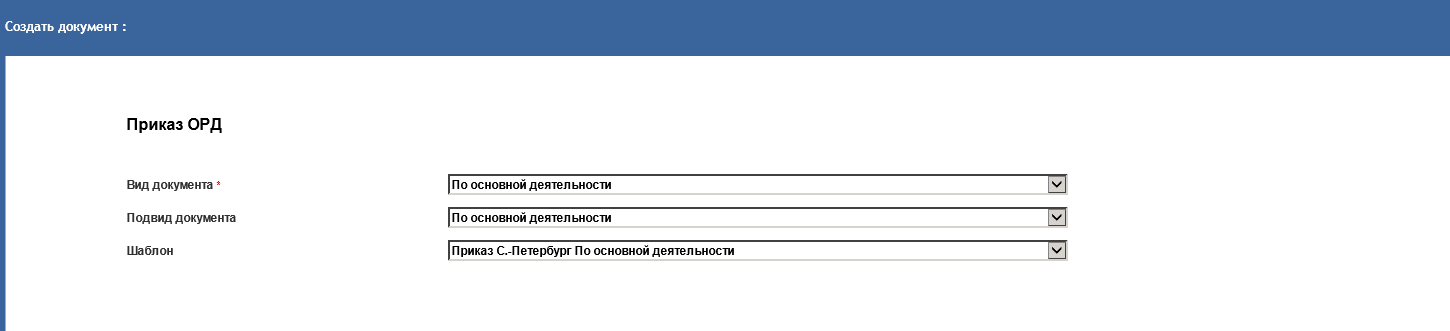 Создать документ :
Приказ ОРД
Вид документа * По основной деятельности
Подвид документа По основной деятельности
Шаблон Приказ С.-Петербург По основной деятельности